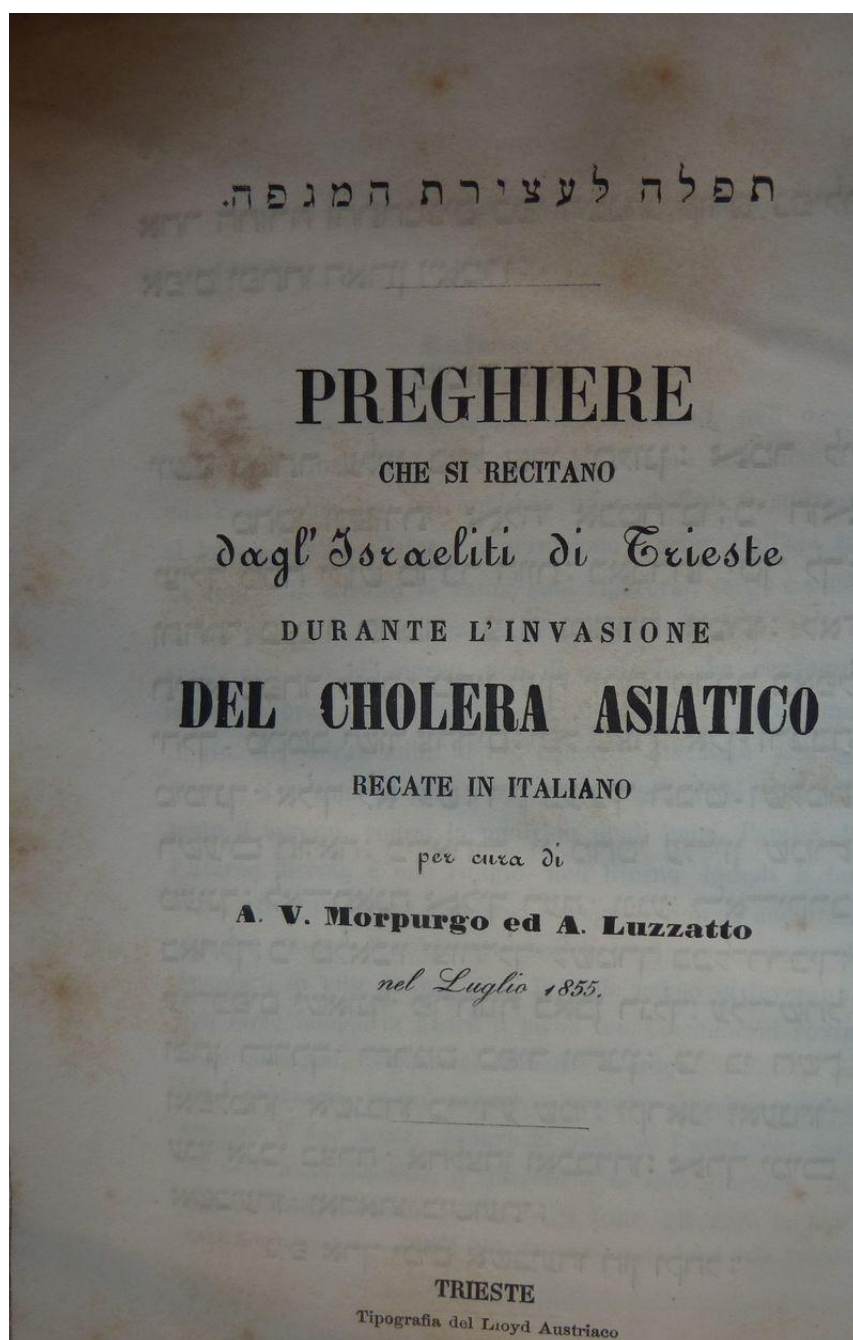 תפלה לעצירת המגפה.
PREGHIERE
CHE SI RECITANO
dagl' Israeliti di Trieste
DURANTE L'INVASIONE
DEL CHOLERA ASIATICO
RECATE IN ITALIANO
per cura di
A. V. Morpurgo ed A. Luzzatto
nel Luglio 1855.
TRIESTE
Tipografia del Lloyd Austriaco